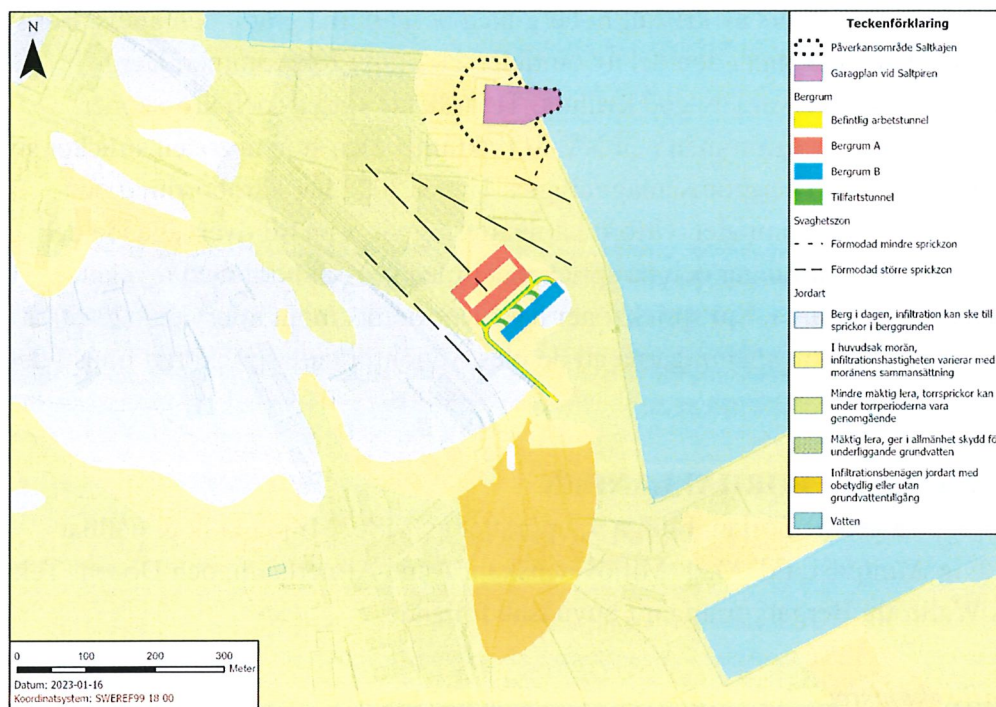 N
Teckenförklaring
Påverkansområde Saltkajen
Garagplan vid Saltpiren
Bergrum
Befintlig arbetstunnel
Bergrum A
Bergrum B
Tillfartstunnel
Svaghetszon
Förmodad mindre sprickzon
Förmodad större sprickzon
Jordart
Berg i dagen, infiltration kan ske till
sprickor i berggrunden
I huvudsak morän,
infiltrationshastigheten varierar med
moränens sammansättning
Mindre mäktig lera, torrsprickor kan
under torrperioderna vara
genomgående
Mäktig lera, ger i allmänhet skydd fö
underliggande grundvatten
Infiltrationsbenägen jordart med
obetydlig eller utan
grundvattentillgång
Vatten
0 100 200 300
Meter
Datum: 2023-01-16
Koordinatsystem: SWEREF99 18 00